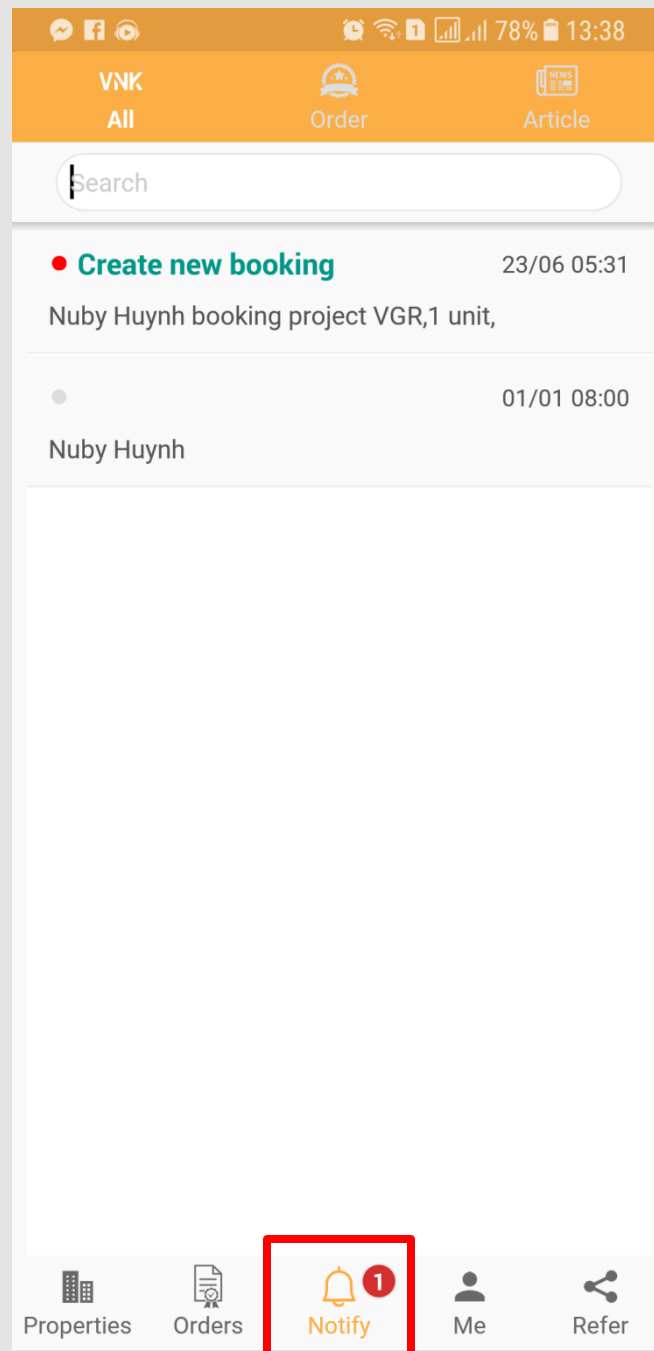 1 78% 13:38
VNK
NEWS
All Order Article
Search
Create new booking 23/06 05:31
Nuby Huynh booking project VGR,1 unit,
01/01 08:00
Nuby Huynh
1
Properties Orders Notify Me Refer